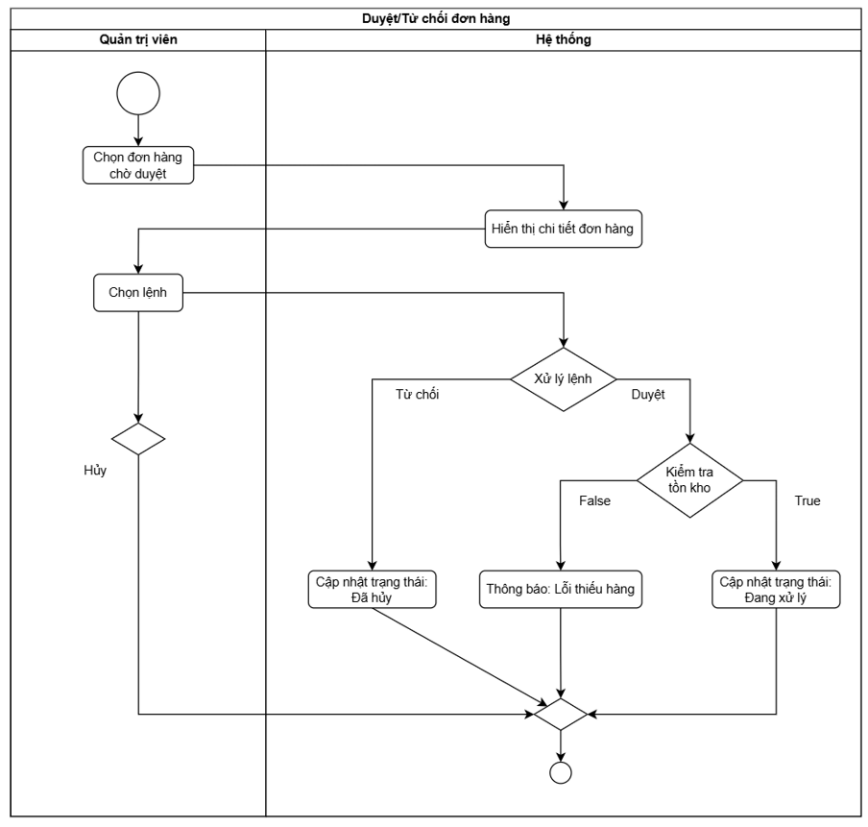 Duyệt/Từ chối đơn hàng
Quản trị viên
Hệ thống
Chọn đơn hàng
chờ duyệt
Hiển thị chi tiết đơn hàng
Chọn lệnh
Xử lý lệnh
Từ chối
Duyệt
Hủy
Kiểm tra
tồn kho
False
True
Cập nhật trạng thái:
Đã hủy
Thông báo: Lỗi thiếu hàng
Cập nhật trạng thái:
Đang xử lý